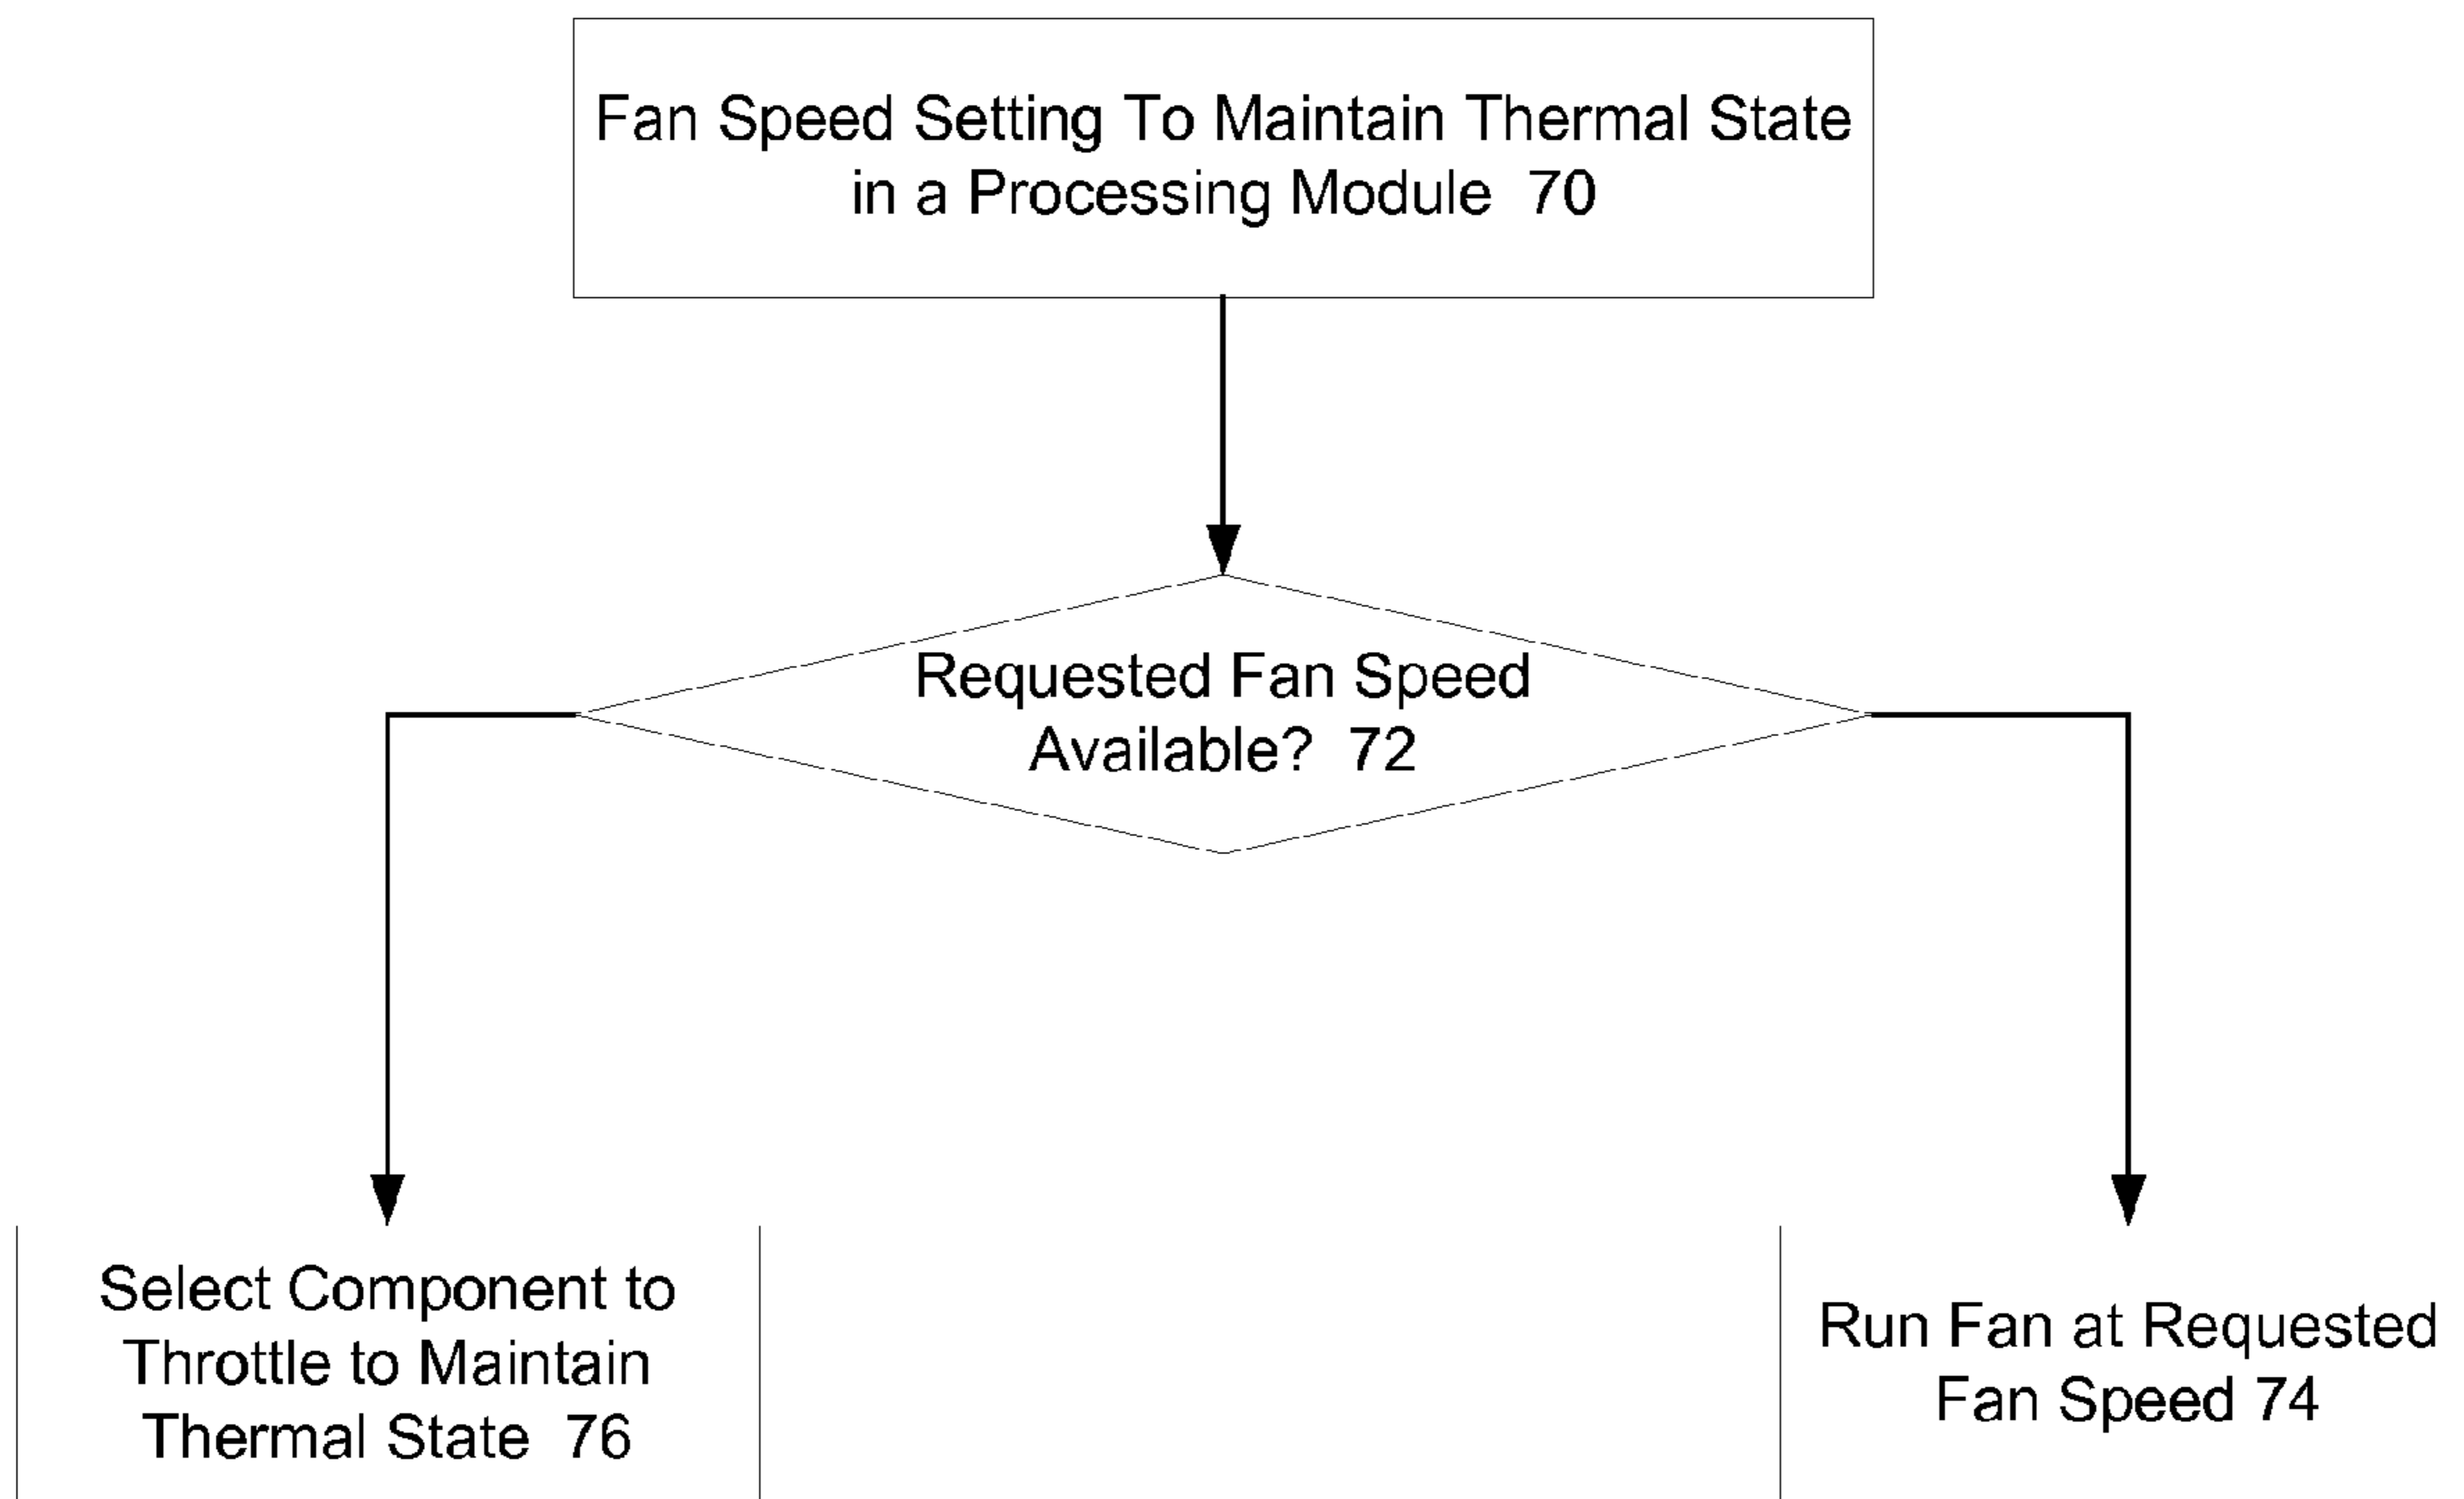 Fan Speed Setting To Maintain Thermal State
in a Processing Module 70
Requested Fan Speed
Available? 72
Select Component to
Throttle to Maintain
Thermal State 76
Run Fan at Requested
Fan Speed 74